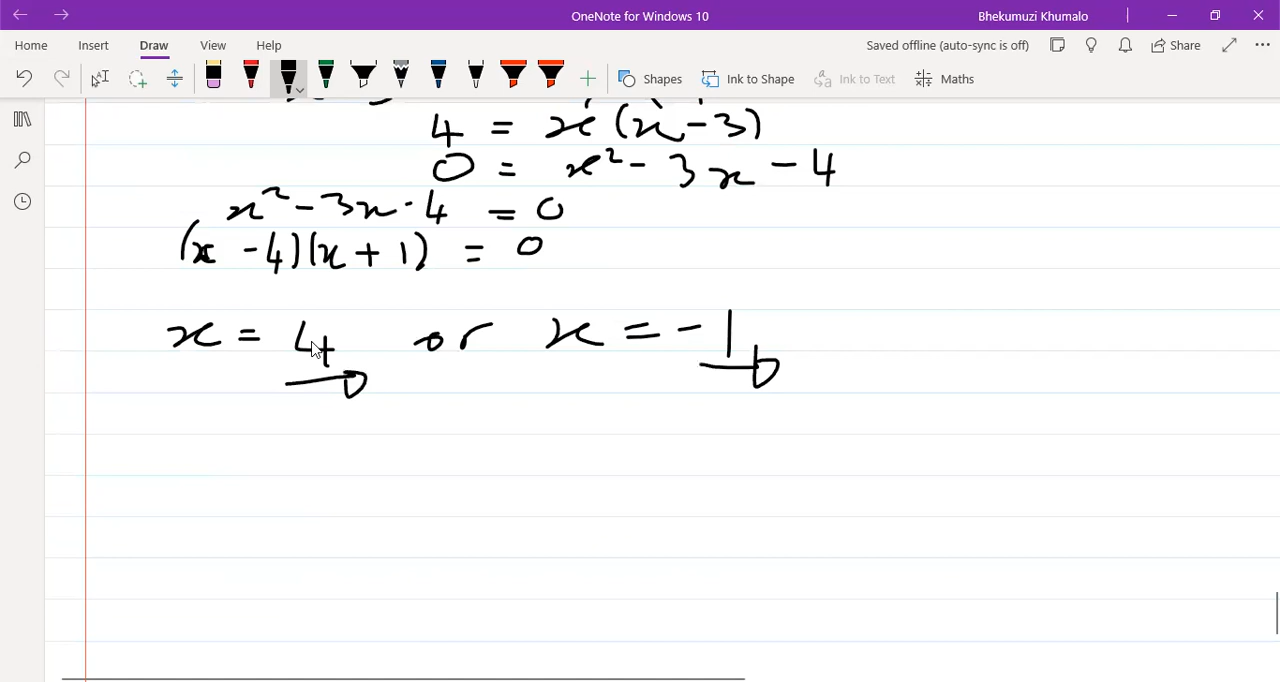 OneNote for Windows 10
Bhekumuzi Khumalo
Home Insert Draw View Help
Saved offline (auto-sync is off)
Share
Shapes
Ink to Shape
Ink to Text
Maths
4 = x(x-3)
0 = x² - 3x - 4
x² - 3x - 4 = 0
(x - 4)(x + 1) = 0
x = 4 or x = -1